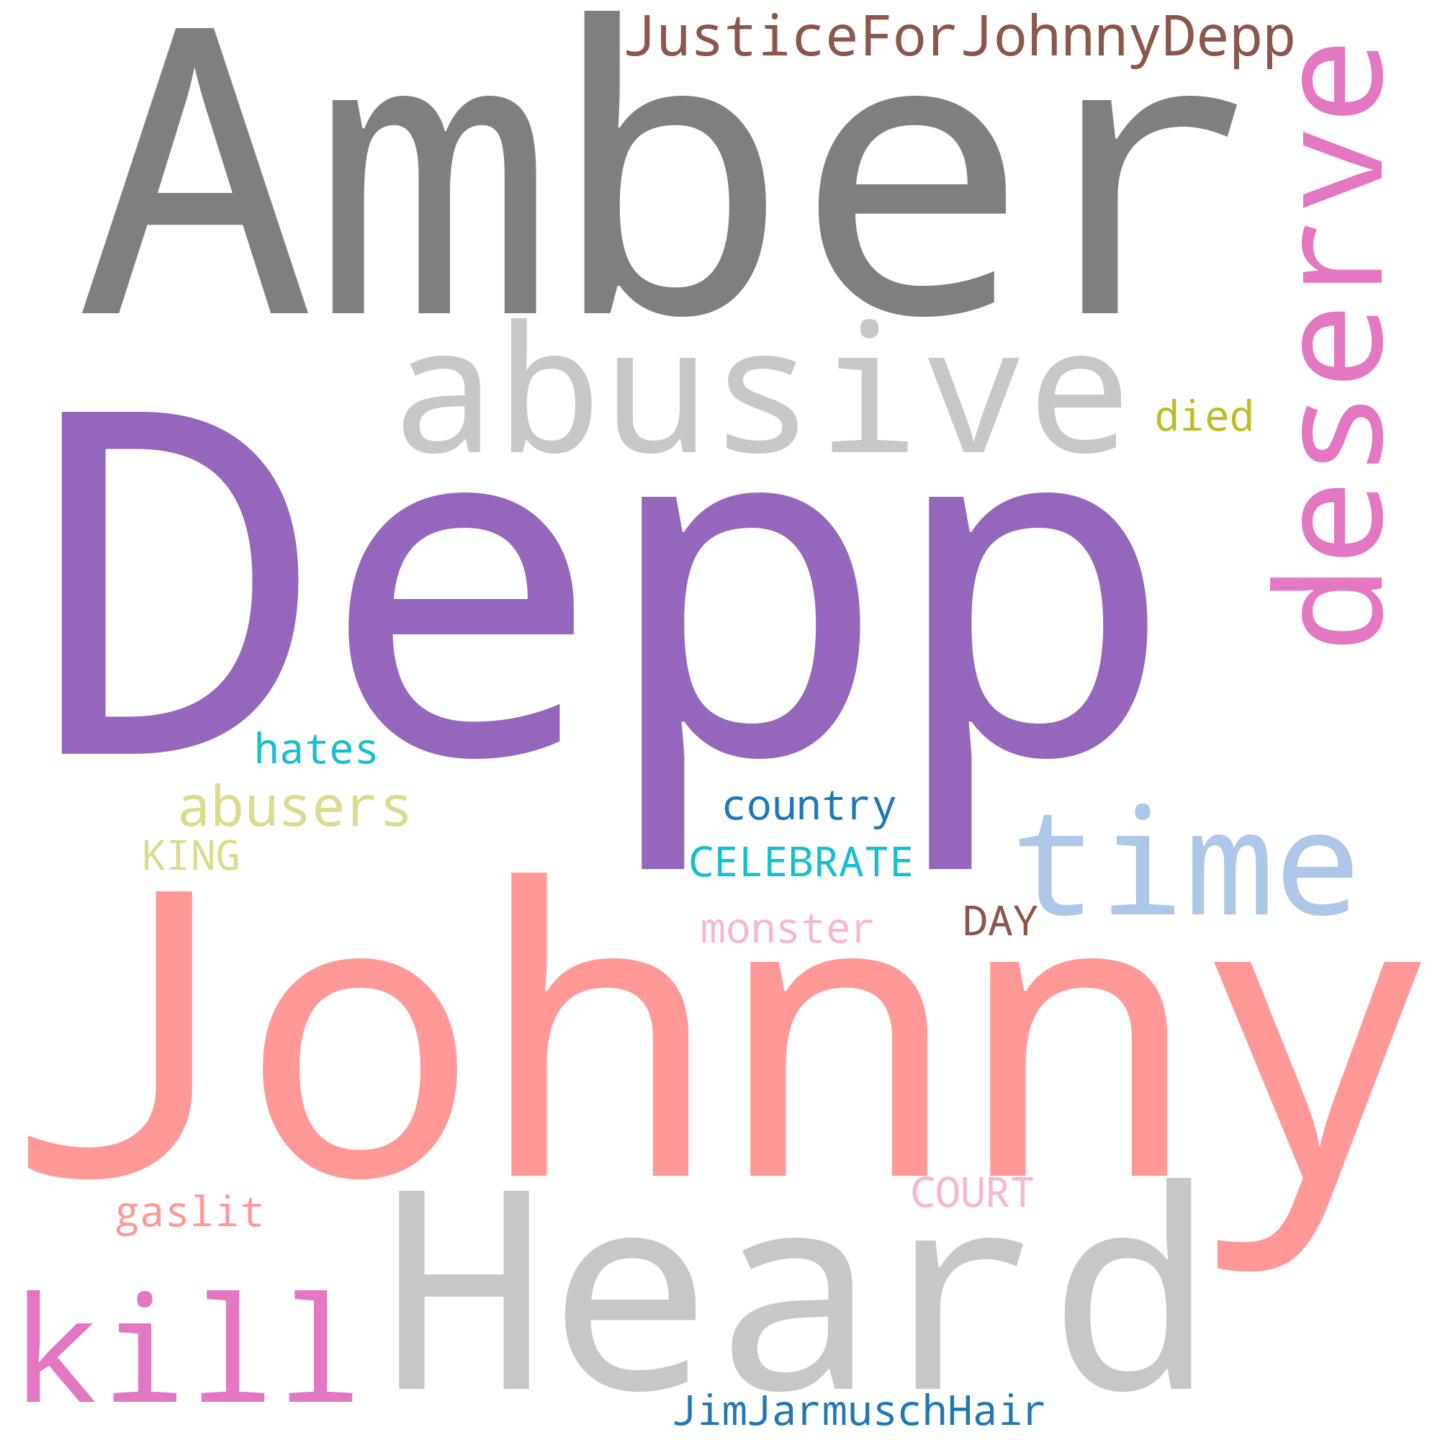 JusticeForJohnnyDepp
Amber
deserve
abusive
died
Depp
hates
abusers
country
time
KING
CELEBRATE
monster
DAY
Johnny
gaslit
COURT
Heard
kill
JimJarmuschHair